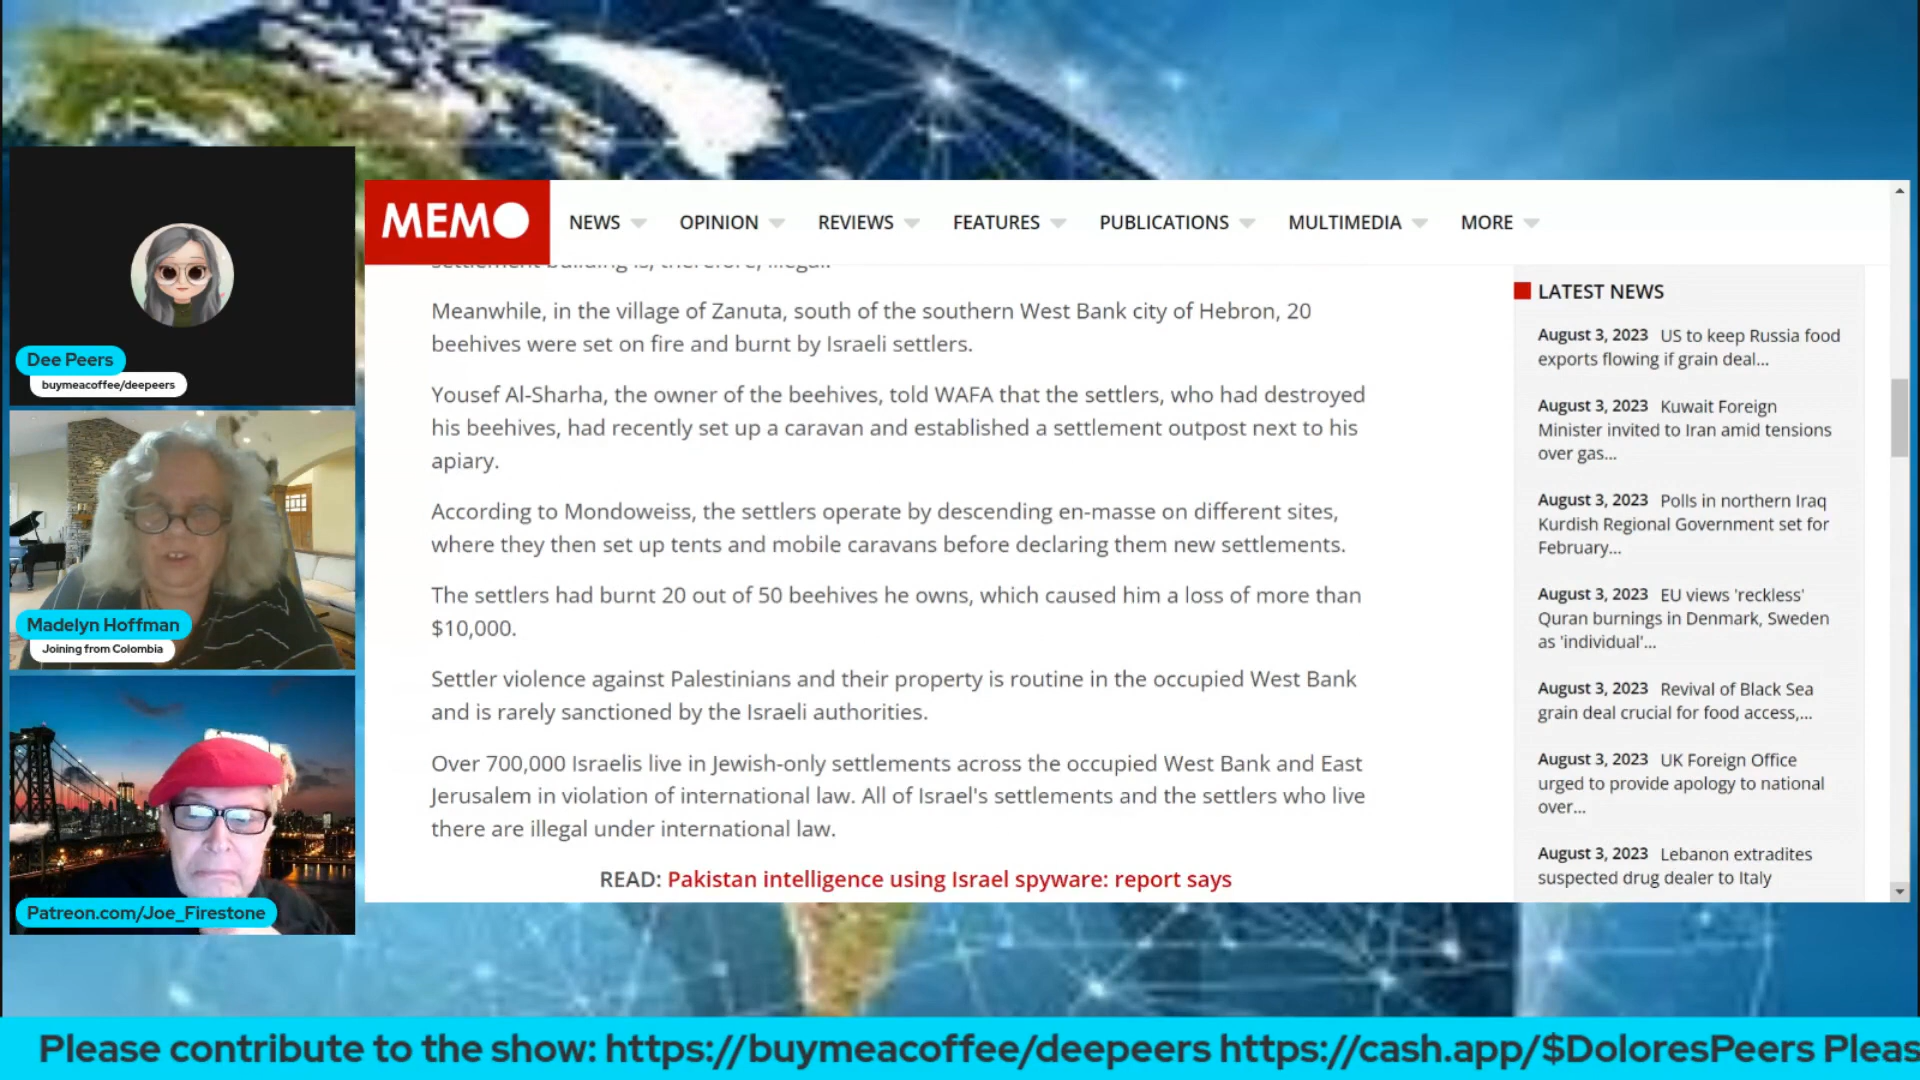 MEMO
NEWS
OPINION
REVIEWS
FEATURES
PUBLICATIONS
MULTIMEDIA
MORE
settlement building is, therefore, illegal.
Meanwhile, in the village of Zanuta, south of the southern West Bank city of Hebron, 20
beehives were set on fire and burnt by Israeli settlers.
Yousef Al-Sharha, the owner of the beehives, told WAFA that the settlers, who had destroyed
his beehives, had recently set up a caravan and established a settlement outpost next to his
apiary.
According to Mondoweiss, the settlers operate by descending en-masse on different sites,
where they then set up tents and mobile caravans before declaring them new settlements.
The settlers had burnt 20 out of 50 beehives he owns, which caused him a loss of more than
$10,000.
Settler violence against Palestinians and their property is routine in the occupied West Bank
and is rarely sanctioned by the Israeli authorities.
Over 700,000 Israelis live in Jewish-only settlements across the occupied West Bank and East
Jerusalem in violation of international law. All of Israel's settlements and the settlers who live
there are illegal under international law.
READ: Pakistan intelligence using Israel spyware: report says
LATEST NEWS
August 3, 2023 US to keep Russia food
exports flowing if grain deal...
August 3, 2023 Kuwait Foreign
Minister invited to Iran amid tensions
over gas...
August 3, 2023 Polls in northern Iraq
Kurdish Regional Government set for
February...
August 3, 2023 EU views 'reckless'
Quran burnings in Denmark, Sweden
as 'individual'...
August 3, 2023 Revival of Black Sea
grain deal crucial for food access,...
August 3, 2023 UK Foreign Office
urged to provide apology to national
over...
August 3, 2023 Lebanon extradites
suspected drug dealer to Italy
Dee Peers
buymeacoffee/deepeers
Madelyn Hoffman
Joining from Colombia
Patreon.com/Joe_Firestone
Please contribute to the show: https://buymeacoffee/deepeers https://cash.app/$DoloresPeers Pleas